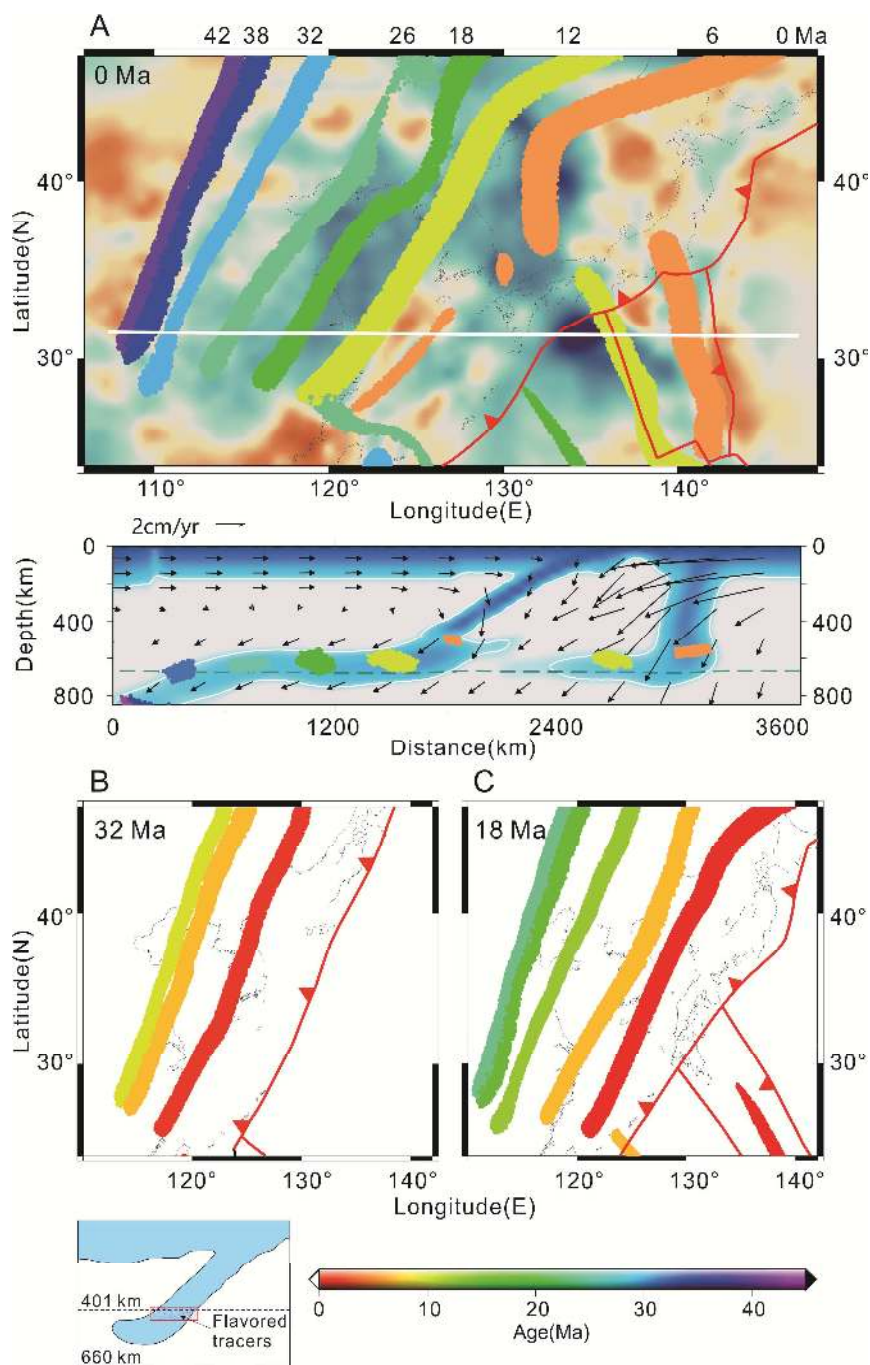 A
42 38 32 26 18 12 6 0 Ma
0 Ma
40° 40°
30° 30°
Latitude(N)
110° 120° 130° 140°
Longitude(E)
2cm/yr
0 0
400 400
800 800
Depth(km)
0 1200 2400 3600
Distance(km)
B C
32 Ma 18 Ma
40° 40°
30° 30°
Latitude(N)
120° 130° 140° 120° 130° 140°
Longitude(E)
401 km
Flavored
tracers
660 km
0 10 20 30 40
Age(Ma)